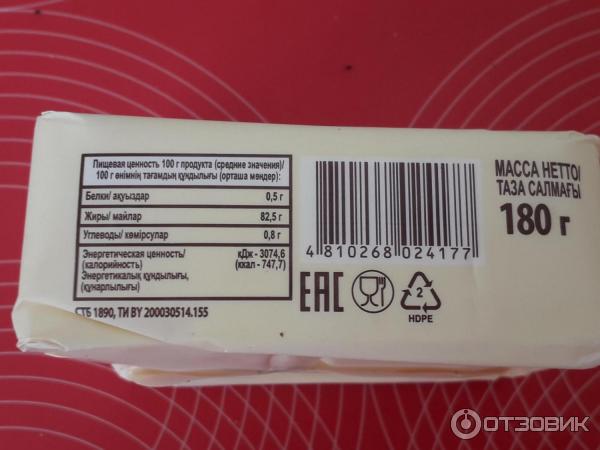 Пищевая ценность 100 г продукта (средние значения)/
100 г өнімнің тағамдық құндылығы (орташа мөндер):
Белки/ ақуыздар 0,5 г
Жиры/ майлар 82,5 г
Углеводы/ көмірсулар 0,8 г
Энергетическая ценность/ кДж - 3074,6
(калорийность) (ккал - 747,7)
Энергетикалық құндылығы,
(құнарлылығы)
СТБ 1890, ТИ BY 200030514.155
4 810268 024177
EAC
2
HDPE
МАССА НЕТТО/
ТАЗА САЛМАҒЫ
180 г
ОТЗОВИК